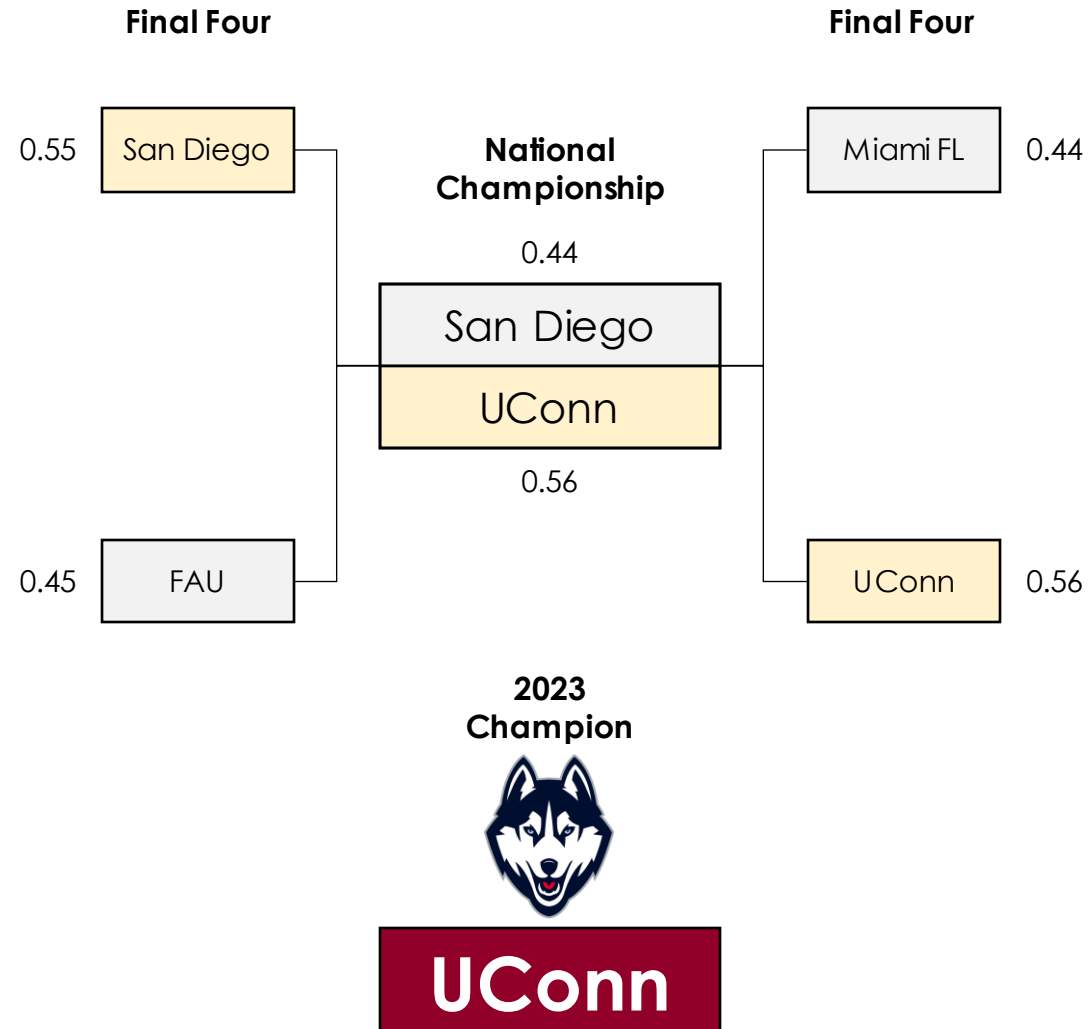 Final Four
Final Four
0.55
San Diego
National
Championship
Miami FL
0.44
0.44
San Diego
UConn
0.56
0.45
FAU
UConn
0.56
2023
Champion
UConn